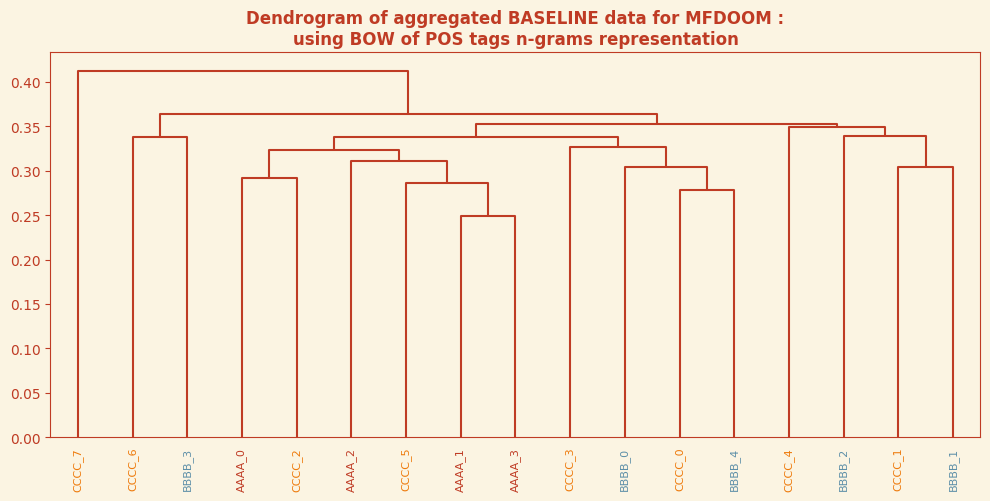 Dendrogram of aggregated BASELINE data for MFDOOM :
using BOW of POS tags n-grams representation
0.40
0.35
0.30
0.25
0.20
0.15
0.10
0.05
0.00
CCCC_7
CCCC_6
BBBB_3
AAAA_0
CCCC_2
AAAA_2
CCCC_5
AAAA_1
AAAA_3
CCCC_3
BBBB_0
CCCC_0
BBBB_4
CCCC_4
BBBB_2
CCCC_1
BBBB_1